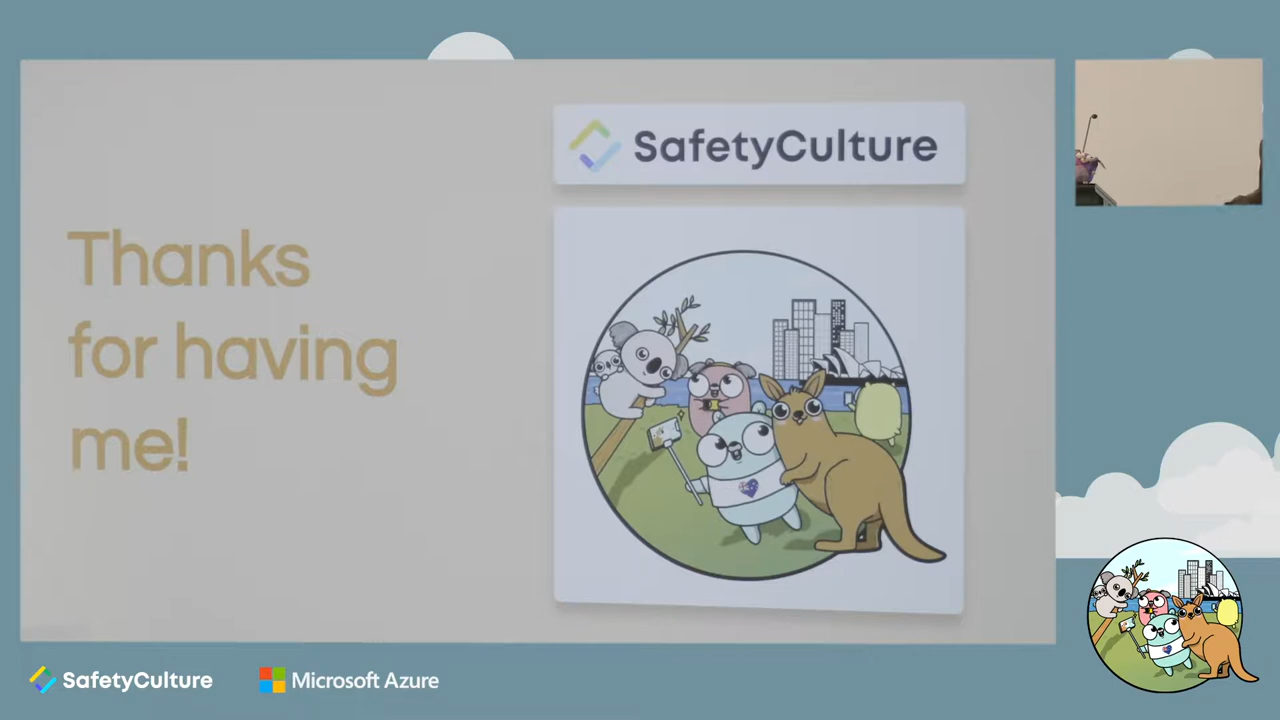 SafetyCulture
Thanks
for having
me!
SafetyCulture
Microsoft Azure